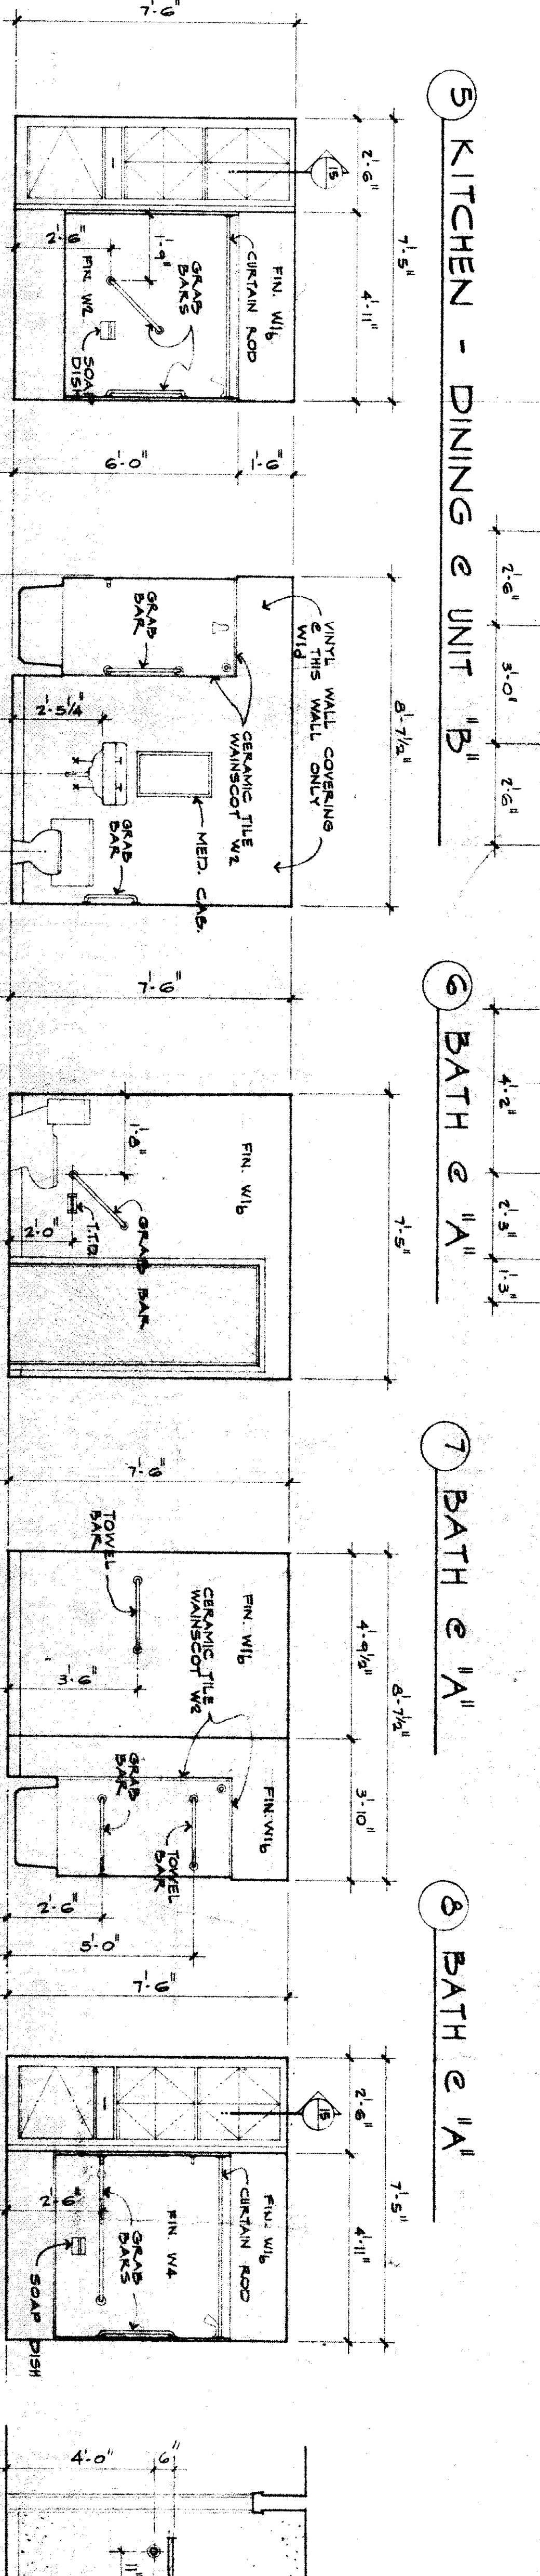 5 KITCHEN - DINING @ UNIT "B"
2'-6" 3'-0" 2'-6"
6 BATH @ "A"
4'-2" 2'-3" 1'-3"
7 BATH @ "A"
8 BATH @ "A"
7'-6"
7'-5"
2'-6" 4'-11"
15
FIN. W1b
CURTAIN ROD
GRAB
BARS
1'-9"
2'-6"
FIN. W2
SOAP
DISH
6'-0" 1'-6"
8'-7 1/2"
VINYL WALL COVERING
@ THIS WALL ONLY
W1d
CERAMIC TILE
WAINSCOT W2
GRAB
BAR
MED. CAB.
2'-5 1/4"
GRAB
BAR
7'-6"
7'-5"
FIN. W1b
1'-8"
GRAB BAR
T.T.D.
2'-0"
7'-6"
8'-7 1/2"
4'-9 1/2" 3'-10"
FIN. W1b
FIN. W1b
CERAMIC TILE
WAINSCOT W2
TOWEL
BAR
3'-6"
GRAB
BAR
TOWEL
BAR
2'-6"
5'-0"
7'-6"
7'-5"
2'-6" 4'-11"
15
FIN. W1b
CURTAIN ROD
FIN W4
GRAB
BARS
2'-6"
SOAP DISH
4'-0" 6"
11"